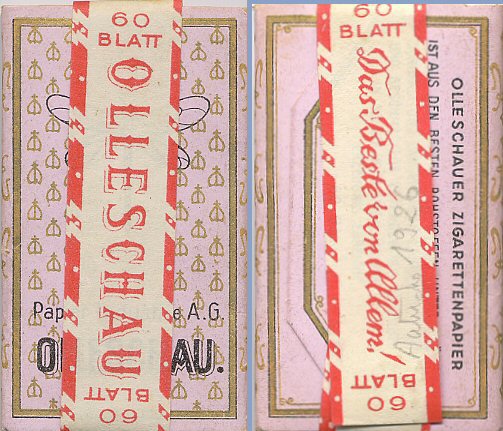 60
BLATT
OLLESCHAU
Pap
e A.G.
O
AU.
BLATT
60
60
BLATT
Das Beste von Allem!
1926
BLATT
60
OLLESCHAUER ZIGARETTENPAPIER
IST AUS DEN BESTEN ROHSTOFFEN